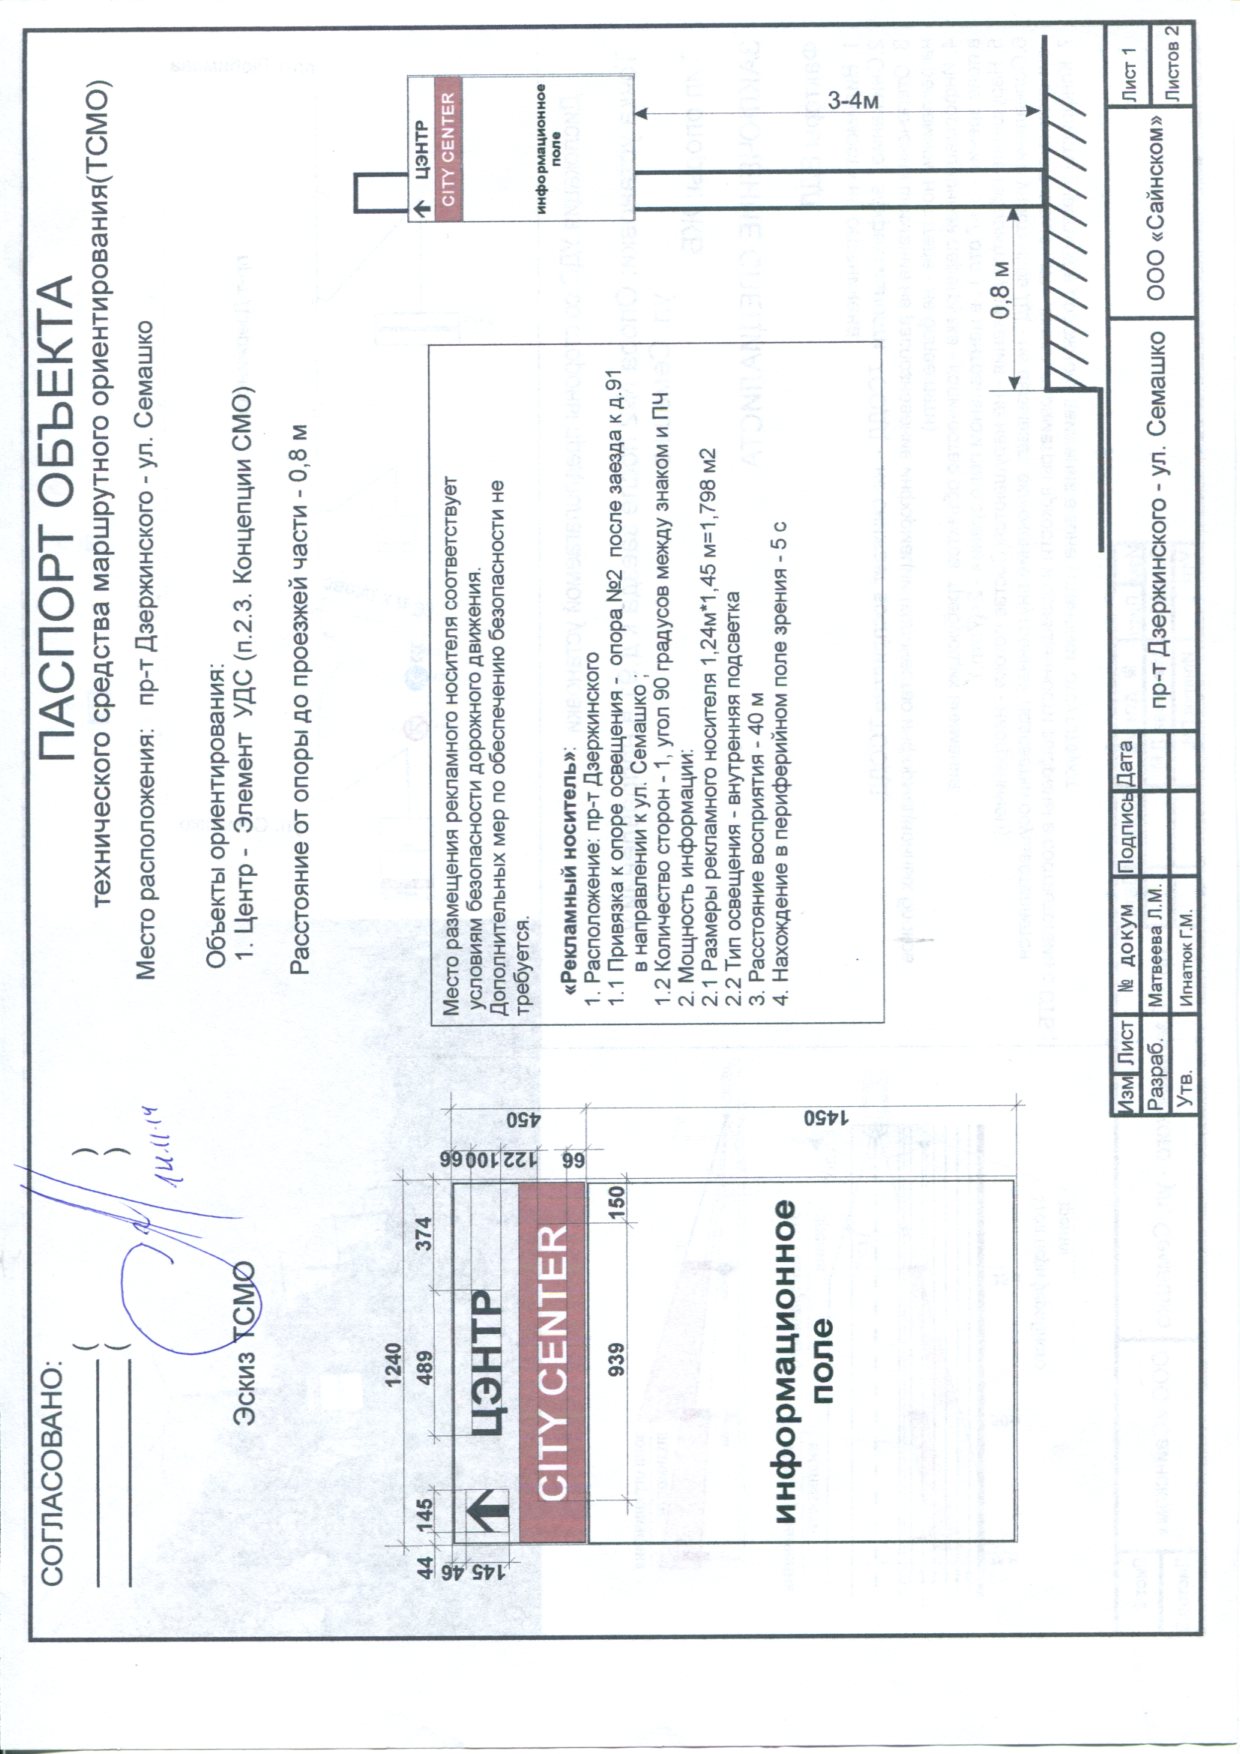 СОГЛАСОВАНО:
( )
( )
14.11.14
ПАСПОРТ ОБЪЕКТА
технического средства маршрутного ориентирования(ТСМО)
Место расположения: пр-т Дзержинского - ул. Семашко
Объекты ориентирования:
1. Центр - Элемент УДС (п.2.3. Концепции СМО)
Расстояние от опоры до проезжей части - 0,8 м
Эскиз ТСМО
1240
44 145 489 374
46
145
66
100
122
66
450
1450
ЦЭНТР
CITY CENTER
939 150
информационное
поле
Место размещения рекламного носителя соответствует
условиям безопасности дорожного движения.
Дополнительных мер по обеспечению безопасности не
требуется.
«Рекламный носитель»:
1. Расположение: пр-т Дзержинского
1.1 Привязка к опоре освещения - опора №2 после заезда к д.91
в направлении к ул. Семашко ;
1.2 Количество сторон - 1, угол 90 градусов между знаком и ПЧ
2. Мощность информации:
2.1 Размеры рекламного носителя 1,24м*1,45 м=1,798 м2
2.2 Тип освещения - внутренняя подсветка
3. Расстояние восприятия - 40 м
4. Нахождение в периферийном поле зрения - 5 с
ЦЭНТР
CITY CENTER
информационное
поле
3-4м
0,8 м
Изм Лист № докум Подпись Дата
Разраб. Матвеева Л.М.
Утв. Игнатюк Г.М.
пр-т Дзержинского - ул. Семашко
ООО «Сайнском»
Лист 1
Листов 2